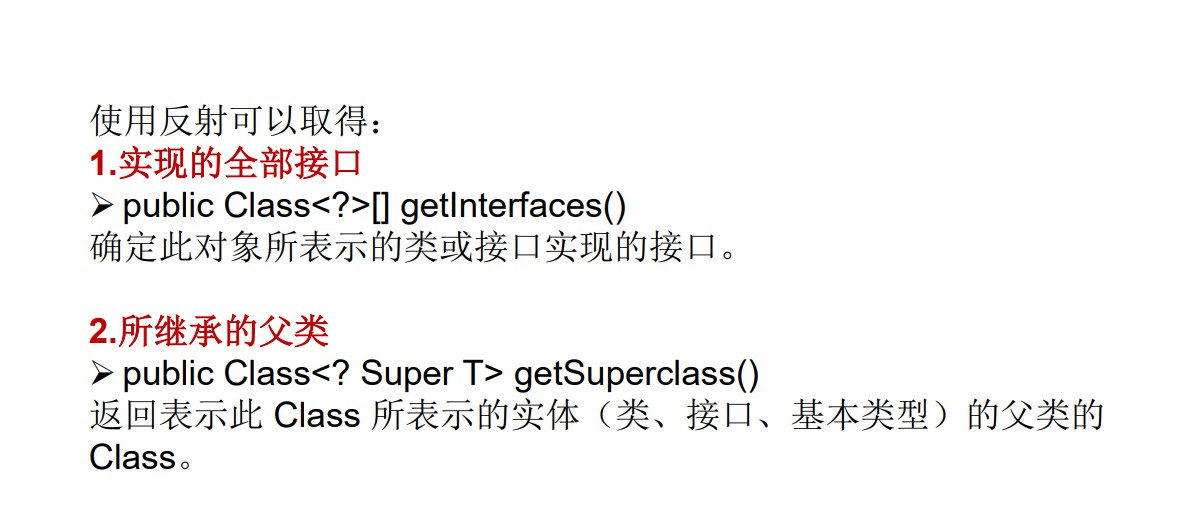 使用反射可以取得：
1.实现的全部接口
➢ public Class<?>[] getInterfaces()
确定此对象所表示的类或接口实现的接口。
2.所继承的父类
➢ public Class<? Super T> getSuperclass()
返回表示此 Class 所表示的实体（类、接口、基本类型）的父类的
Class。